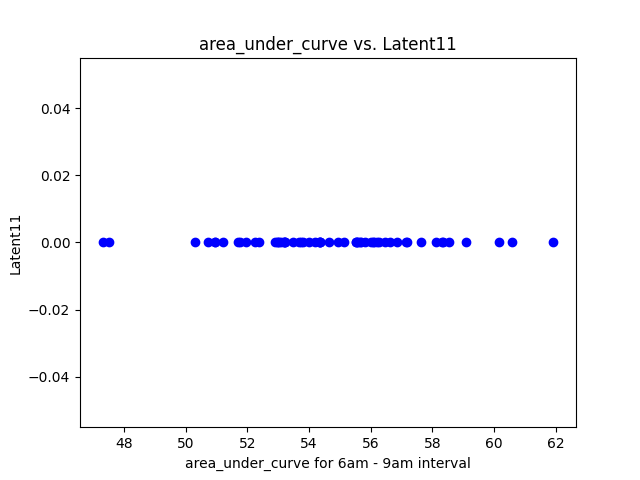 area_under_curve vs. Latent11
0.04
0.02
0.00
−0.02
−0.04
Latent11
48 50 52 54 56 58 60 62
area_under_curve for 6am - 9am interval